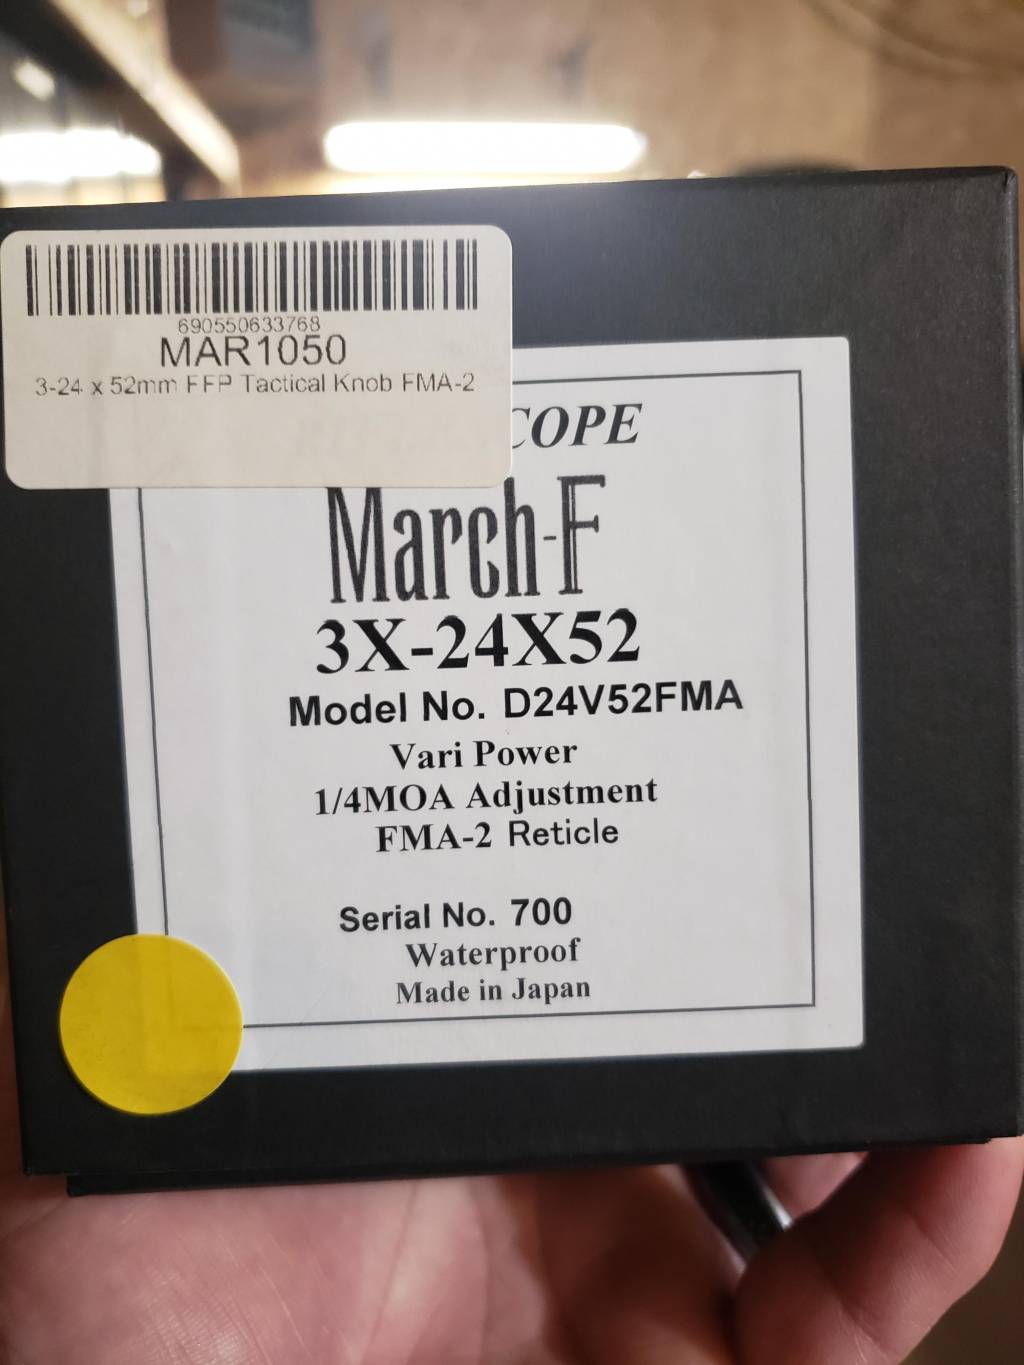 690550633768
MAR1050
3-24 x 52mm FFP Tactical Knob FMA-2
COPE
March-F
3X-24X52
Model No. D24V52FMA
Vari Power
1/4MOA Adjustment
FMA-2 Reticle
Serial No. 700
Waterproof
Made in Japan